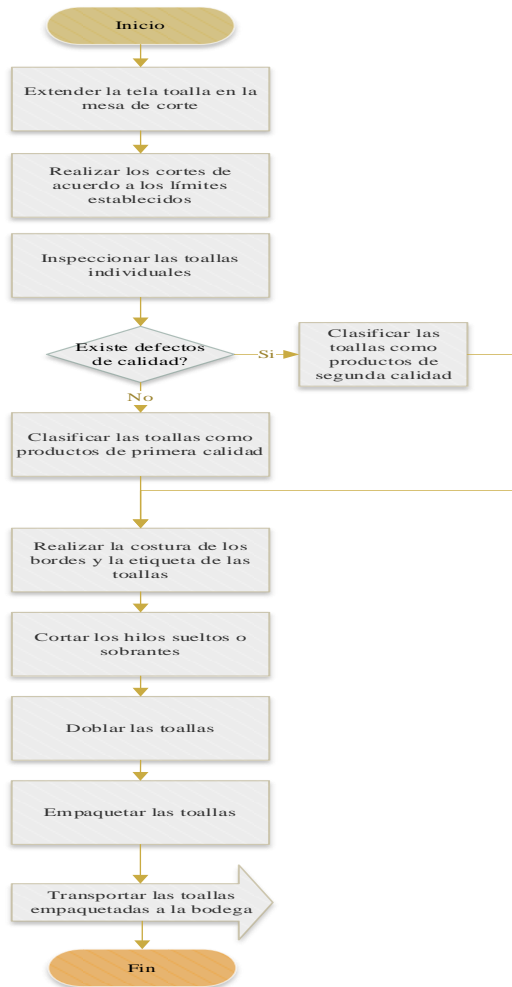 Inicio
Extender la tela toalla en la
mesa de corte
Realizar los cortes de
acuerdo a los límites
establecidos
Inspeccionar las toallas
individuales
Existe defectos
de calidad?
Si
Clasificar las
toallas como
productos de
segunda calidad
No
Clasificar las toallas como
productos de primera calidad
Realizar la costura de los
bordes y la etiqueta de las
toallas
Cortar los hilos sueltos o
sobrantes
Doblar las toallas
Empaquetar las toallas
Transportar las toallas
empaquetadas a la bodega
Fin